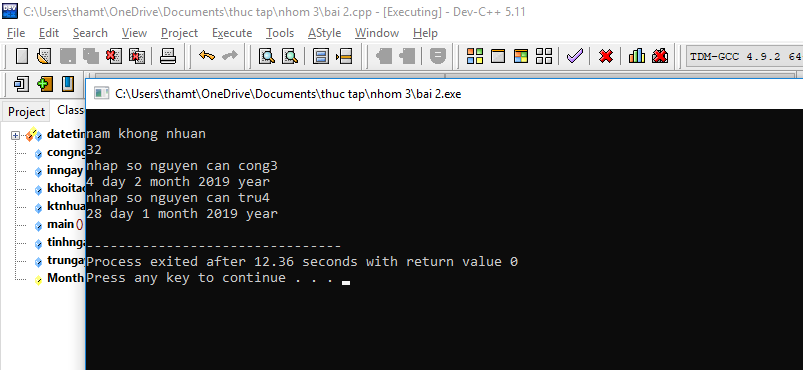 C:\Users\thamt\OneDrive\Documents\thuc tap\nhom 3\bai 2.cpp - [Executing] - Dev-C++ 5.11
File Edit Search View Project Execute Tools AStyle Window Help
TDM-GCC 4.9.2 64
C:\Users\thamt\OneDrive\Documents\thuc tap\nhom 3\bai 2.exe
Project Class
datetim
congng
inngay
khoitao
ktnhua
main ()
tinhnga
trungay
Month
nam khong nhuan
32
nhap so nguyen can cong3
4 day 2 month 2019 year
nhap so nguyen can tru4
28 day 1 month 2019 year
--------------------------------
Process exited after 12.36 seconds with return value 0
Press any key to continue . . .